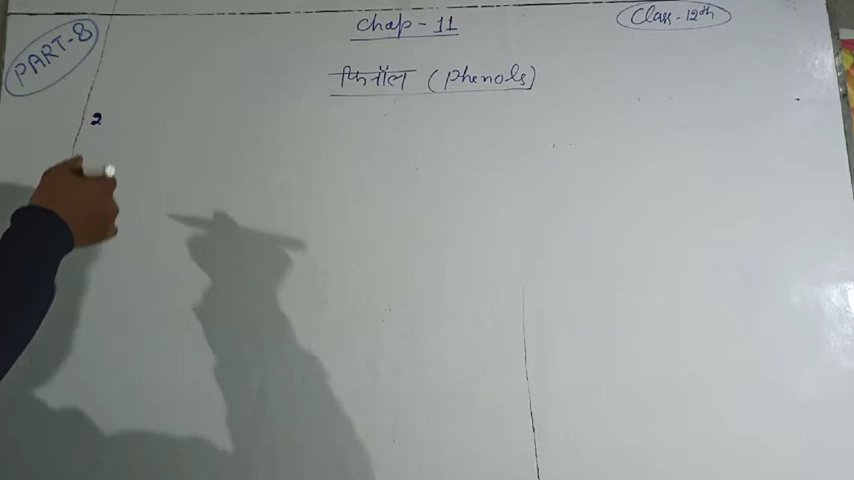 PART-8
Chap - 11
Class - 12th
फिनॉल (Phenols)
2